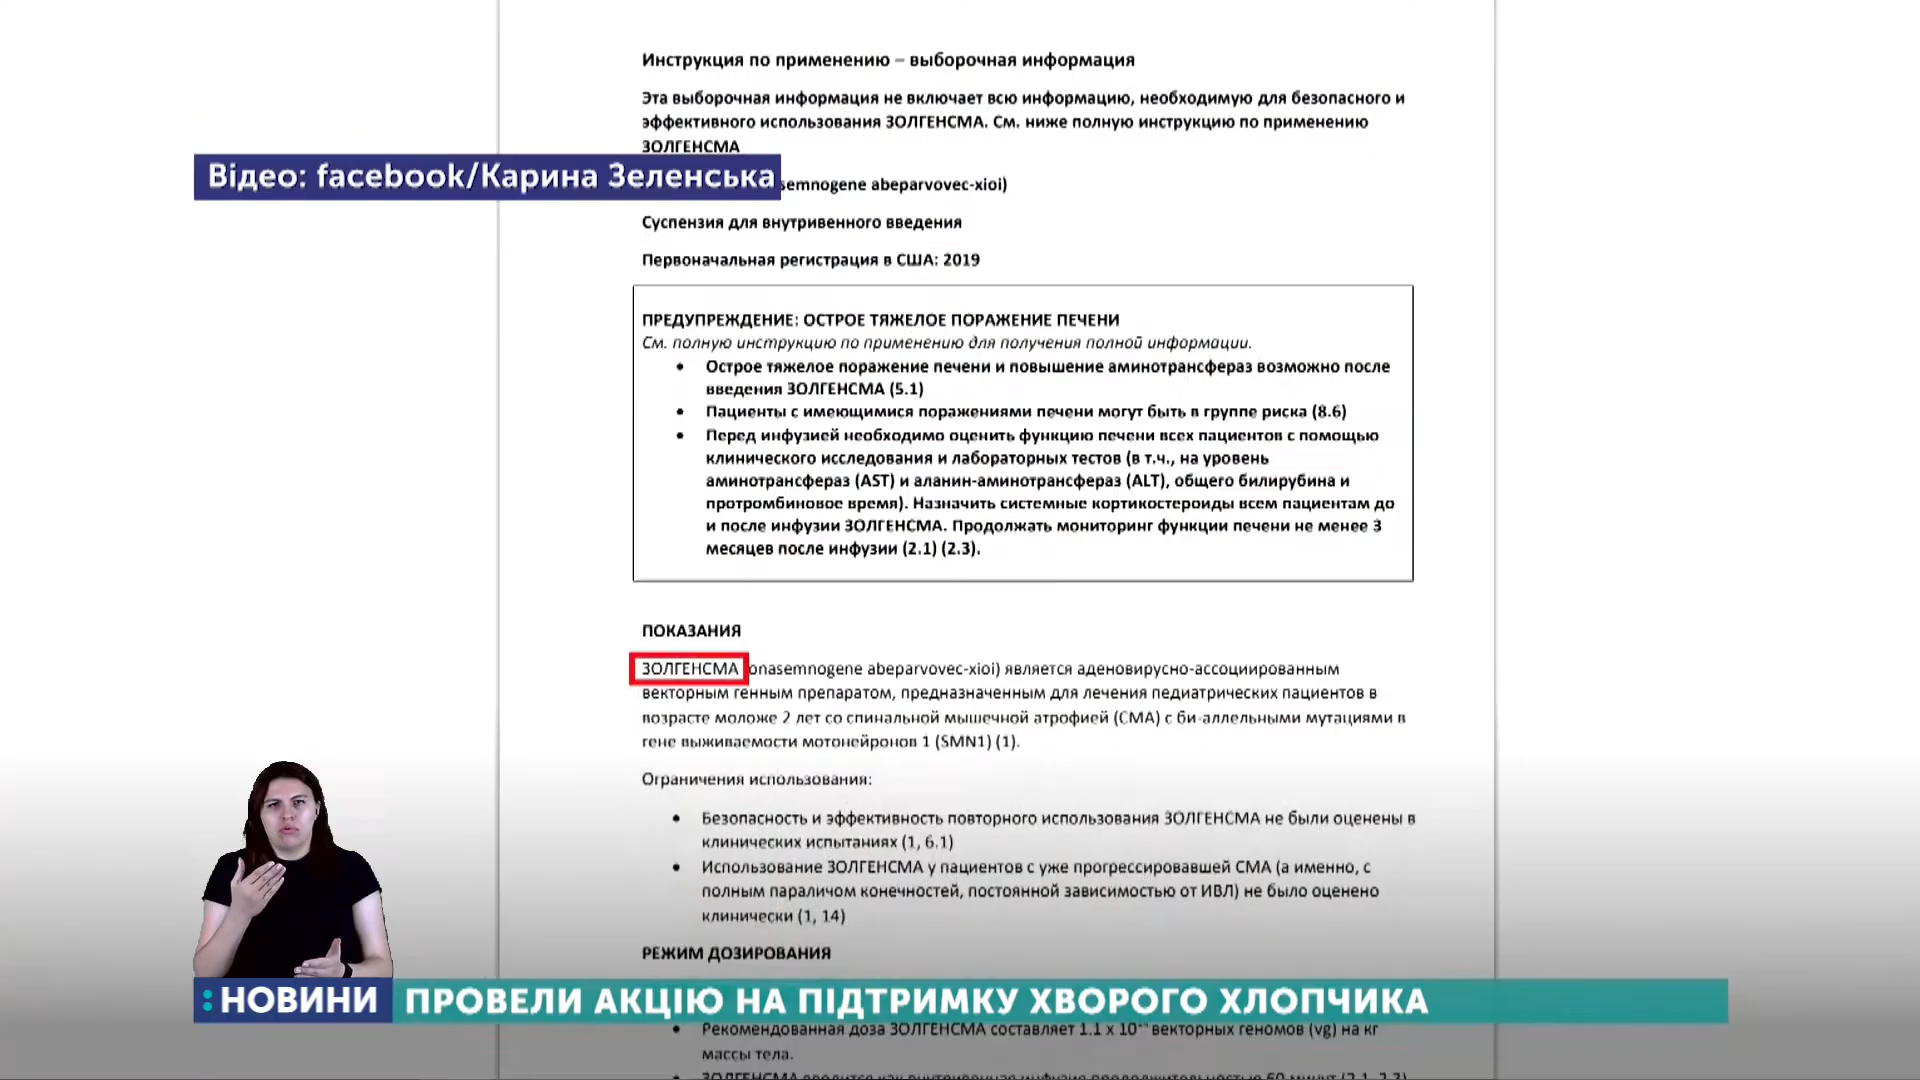 Инструкция по применению – выборочная информация
Эта выборочная информация не включает всю информацию, необходимую для безопасного и
эффективного использования ЗОЛГЕНСМА. См. ниже полную инструкцию по применению
ЗОЛГЕНСМА
Відео: facebook/Карина Зеленська
semnogene abeparvovec-xioi)
Суспензия для внутривенного введения
Первоначальная регистрация в США: 2019
ПРЕДУПРЕЖДЕНИЕ: ОСТРОЕ ТЯЖЕЛОЕ ПОРАЖЕНИЕ ПЕЧЕНИ
См. полную инструкцию по применению для получения полной информации.
• Острое тяжелое поражение печени и повышение аминотрансфераз возможно после
введения ЗОЛГЕНСМА (5.1)
• Пациенты с имеющимися поражениями печени могут быть в группе риска (8.6)
• Перед инфузией необходимо оценить функцию печени всех пациентов с помощью
клинического исследования и лабораторных тестов (в т.ч., на уровень
аминотрансфераз (AST) и аланин-аминотрансфераз (ALT), общего билирубина и
протромбиновое время). Назначить системные кортикостероиды всем пациентам до
и после инфузии ЗОЛГЕНСМА. Продолжать мониторинг функции печени не менее 3
месяцев после инфузии (2.1) (2.3).
ПОКАЗАНИЯ
ЗОЛГЕНСМА onasemnogene abeparvovec-xioi) является аденовирусно-ассоциированным
векторным генным препаратом, предназначенным для лечения педиатрических пациентов в
возрасте моложе 2 лет со спинальной мышечной атрофией (СМА) с би-аллельными мутациями в
гене выживаемости мотонейронов 1 (SMN1) (1).
Ограничения использования:
• Безопасность и эффективность повторного использования ЗОЛГЕНСМА не были оценены в
клинических испытаниях (1, 6.1)
• Использование ЗОЛГЕНСМА у пациентов с уже прогрессировавшей СМА (а именно, с
полным параличом конечностей, постоянной зависимостью от ИВЛ) не было оценено
клинически (1, 14)
РЕЖИМ ДОЗИРОВАНИЯ
: НОВИНИ ПРОВЕЛИ АКЦІЮ НА ПІДТРИМКУ ХВОРОГО ХЛОПЧИКА
• Рекомендованная доза ЗОЛГЕНСМА составляет 1.1 x векторных геномов (vg) на кг
массы тела.